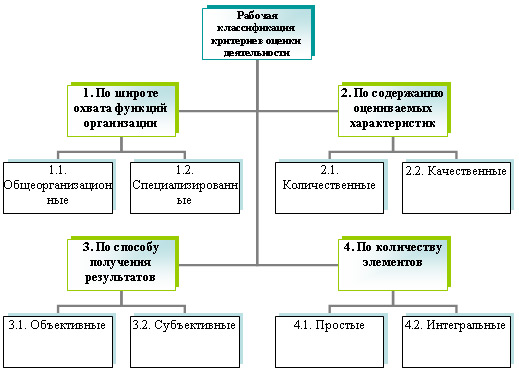 Рабочая
классификация
критериев оценки
деятельности
1. По широте
охвата функций
организации
2. По содержанию
оцениваемых
характеристик
1.1.
Общеорганизацион
ные
1.2.
Специализированн
ые
2.1.
Количественные
2.2. Качественные
3. По способу
получения
результатов
4. По количеству
элементов
3.1. Объективные
3.2. Субъективные
4.1. Простые
4.2. Интегральные